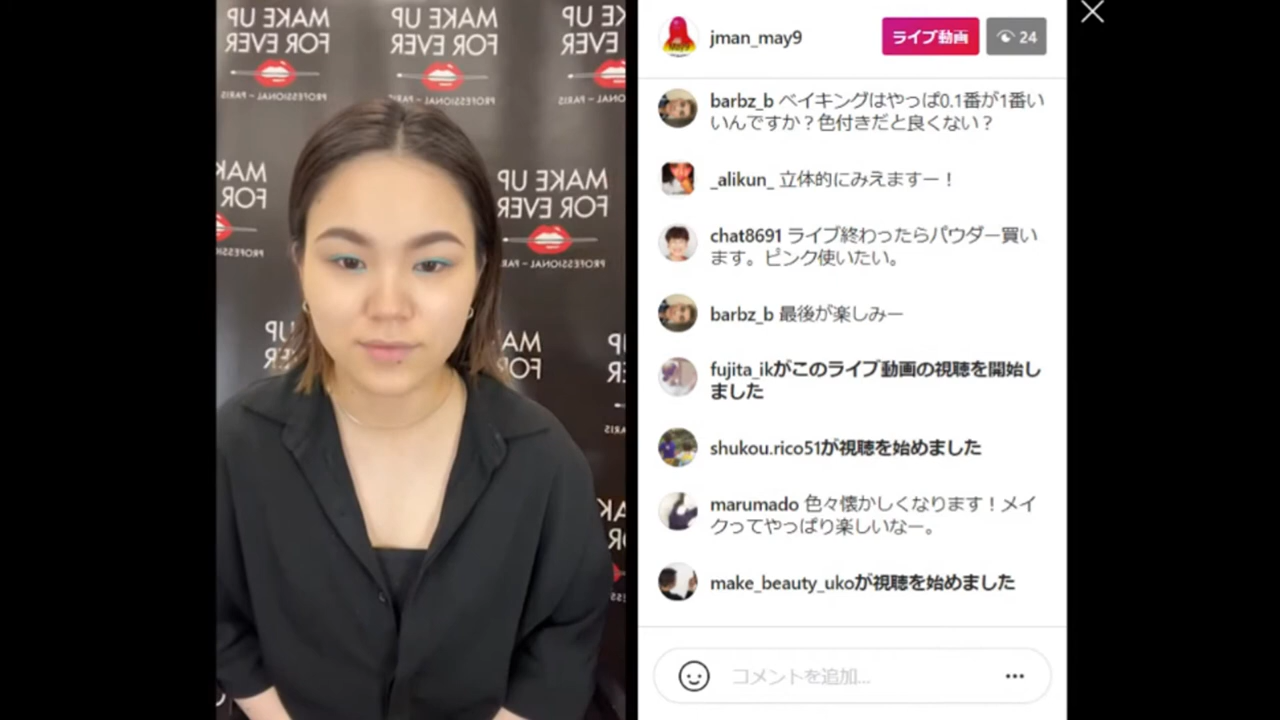 MAKE UP
FOR EVER
PROFESSIONAL - PARIS
MAKE UP
FOR EVER
PROFESSIONAL - PARIS
MAKE UP
FOR EVER
PROFESSIONAL - PARIS
jman_may9
ライブ動画
24
barbz_b ベイキングはやっぱ0.1番が1番い
いんですか？色付きだと良くない？
_alikun_ 立体的にみえますー！
chat8691 ライブ終わったらパウダー買い
ます。ピンク使いたい。
barbz_b 最後が楽しみー
fujita_ikがこのライブ動画の視聴を開始し
ました
shukou.rico51が視聴を始めました
marumado 色々懐かしくなります！メイ
クってやっぱり楽しいなー。
make_beauty_ukoが視聴を始めました
コメントを追加...